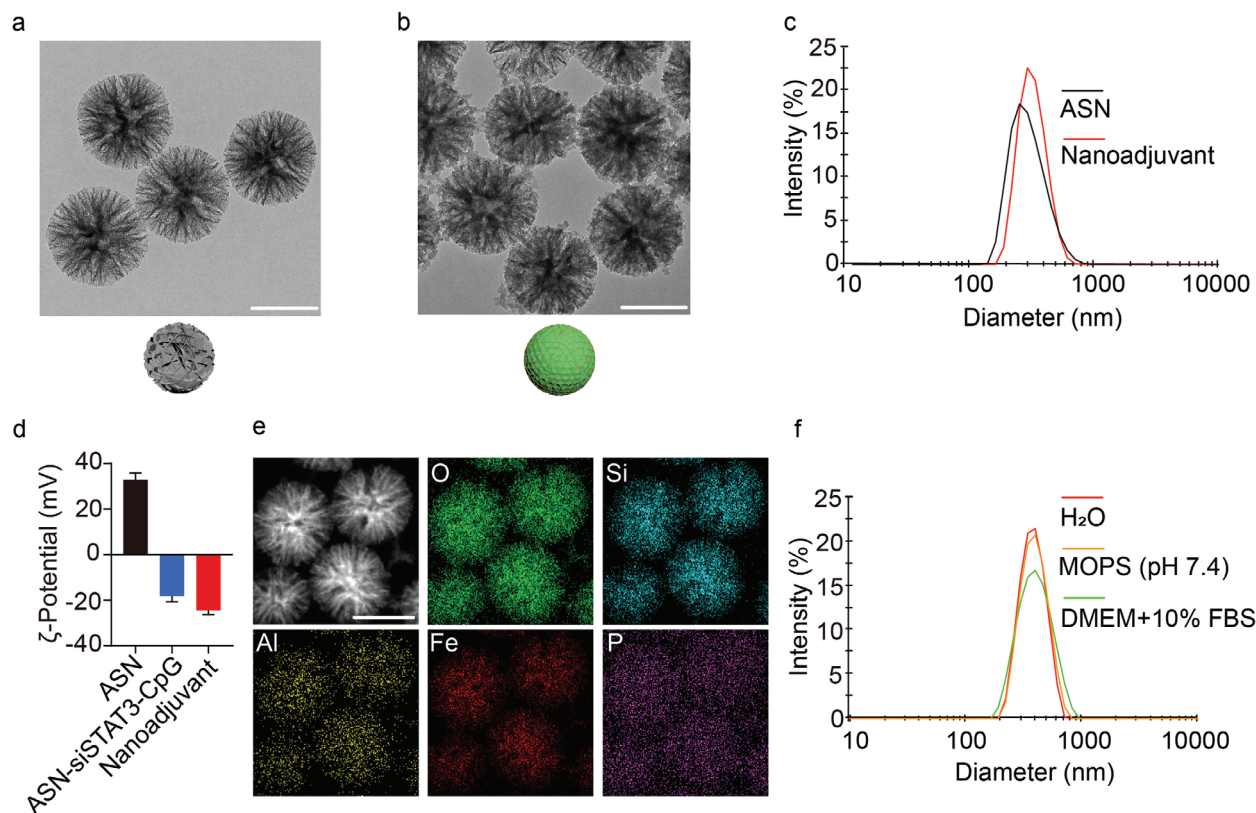 a
b
c
25
20
15
10
5
0
Intensity (%)
ASN
Nanoadjuvant
10
100
1000
10000
Diameter (nm)
d
40
20
0
-20
-40
ζ-Potential (mV)
ASN
ASN-siSTAT3-CpG
Nanoadjuvant
e
O
Si
Al
Fe
P
f
25
20
15
10
5
0
Intensity (%)
H₂O
MOPS (pH 7.4)
DMEM+10% FBS
10
100
1000
10000
Diameter (nm)